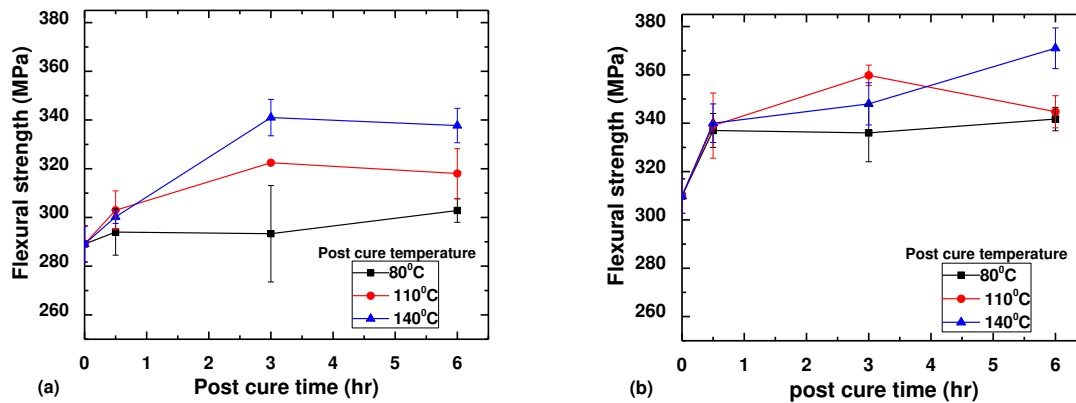 380
360
340
320
300
280
260
Flexural strength (MPa)
Post cure temperature
80⁰C
110⁰C
140⁰C
0 1 2 3 4 5 6
(a)
Post cure time (hr)
380
360
340
320
300
280
260
Flexural strength (MPa)
Post cure temperature
80⁰C
110⁰C
140⁰C
0 1 2 3 4 5 6
(b)
post cure time (hr)